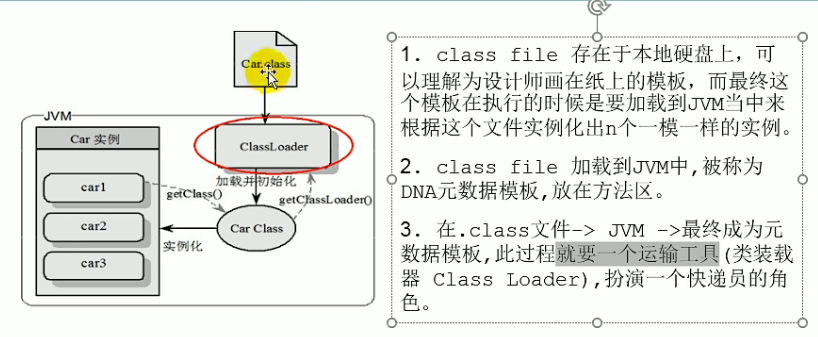 Car.class
JVM
Car 实例
ClassLoader
加载并初始化
car1
getClass()
getClassLoader()
car2
Car Class
实例化
car3
1. class file 存在于本地硬盘上，可
以理解为设计师画在纸上的模板，而最终这
个模板在执行的时候是要加载到JVM当中来
根据这个文件实例化出n个一模一样的实例。
2. class file 加载到JVM中,被称为
DNA元数据模板,放在方法区。
3. 在.class文件-> JVM ->最终成为元
数据模板,此过程就要一个运输工具(类装载
器 Class Loader),扮演一个快递员的角
色。